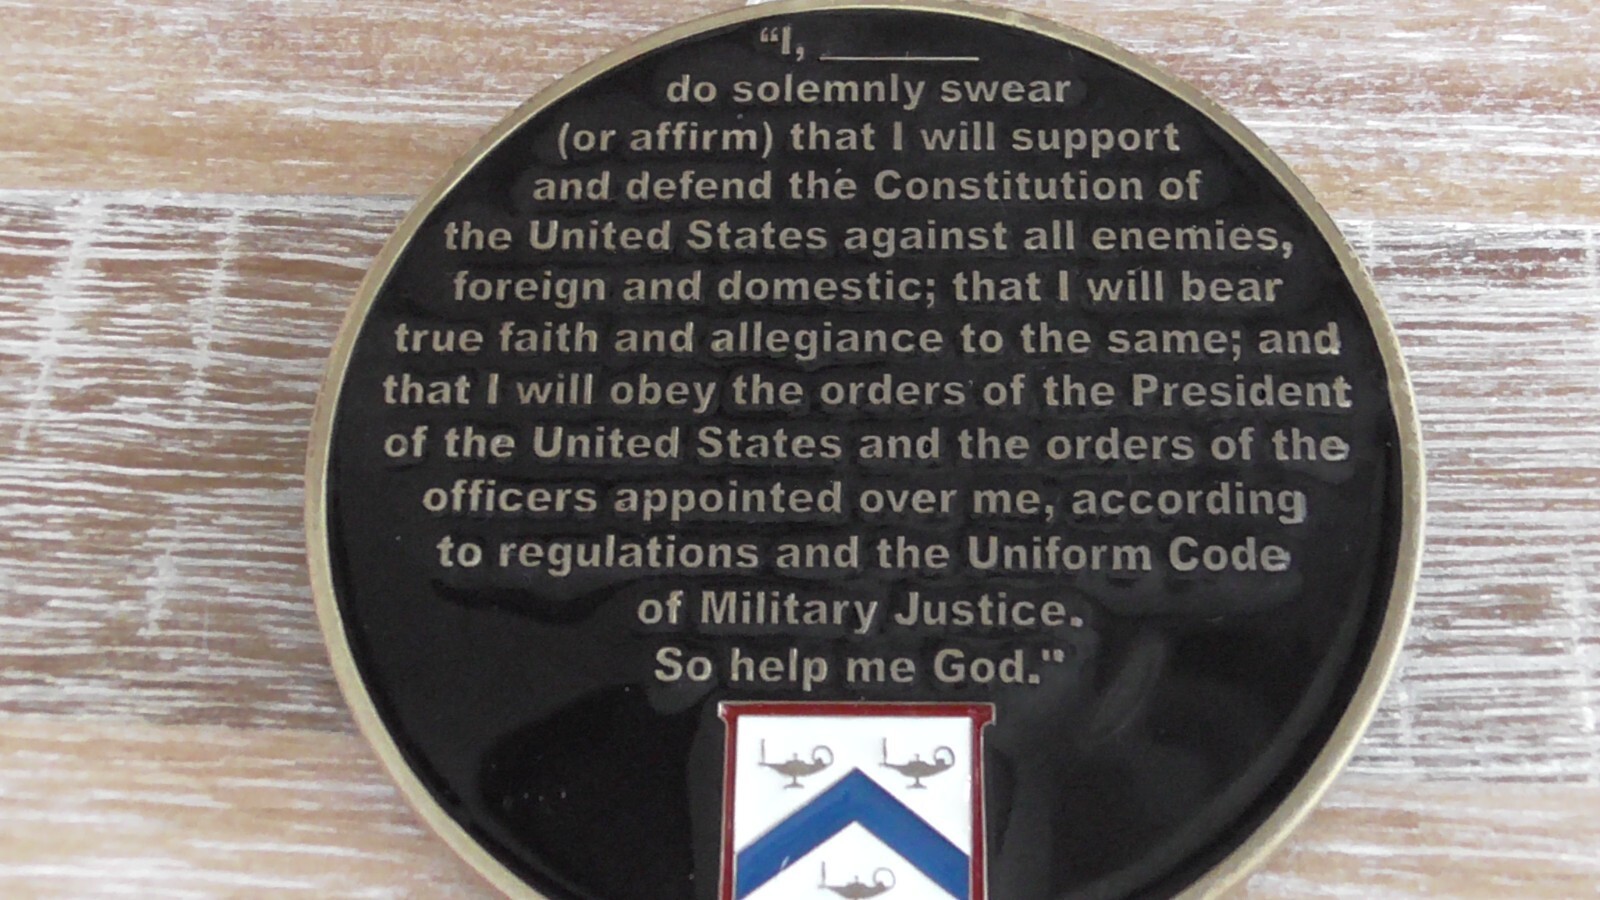 “I, __________
do solemnly swear
(or affirm) that I will support
and defend the Constitution of
the United States against all enemies,
foreign and domestic; that I will bear
true faith and allegiance to the same; and
that I will obey the orders of the President
of the United States and the orders of the
officers appointed over me, according
to regulations and the Uniform Code
of Military Justice.
So help me God."